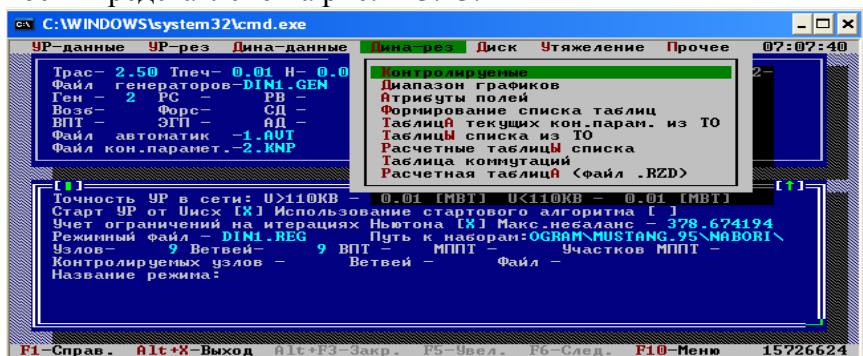 C:\WINDOWS\system32\cmd.exe
УР-данные УР-рез Дина-данные Дина-рез Диск Утяжеление Прочее 07:07:40
Трас- 2.50 Тпеч- 0.01 Н- 0.0
Файл генераторов-DIN1.GEN
Ген - 2 РС - РВ -
Возб- Форс- СД -
ВПТ - ЭГП - АД -
Файл автоматик -1.AUT
Файл кон.парамет.-2.KNP
Контролируемые
Диапазон графиков
Атрибуты полей
Формирование списка таблиц
ТаблицА текущих кон.парам. из ТО
ТаблицЫ списка из ТО
Расчетные таблицЫ списка
Таблица коммутаций
Расчетная таблицА (файл .RZD)
2-
Точность УР в сети: U>110КВ - 0.01 [МВТ] U<110КВ - 0.01 [МВТ]
Старт УР от Uисх [X] Использование стартового алгоритма [ ]
Учет ограничений на итерациях Ньютона [X] Макс.небаланс - 378.674194
Режимный файл - DIN1.REG Путь к наборам:OGRAM\MUSTANG.95\NABORI\
Узлов- 9 Ветвей- 9 ВПТ - МППТ - Участков МППТ -
Контролируемых узлов - Ветвей - Файл -
Название режима:
F1-Справ. Alt+X-Выход Alt+F3-Закр. F5-Увел. F6-След. F10-Меню 15726624